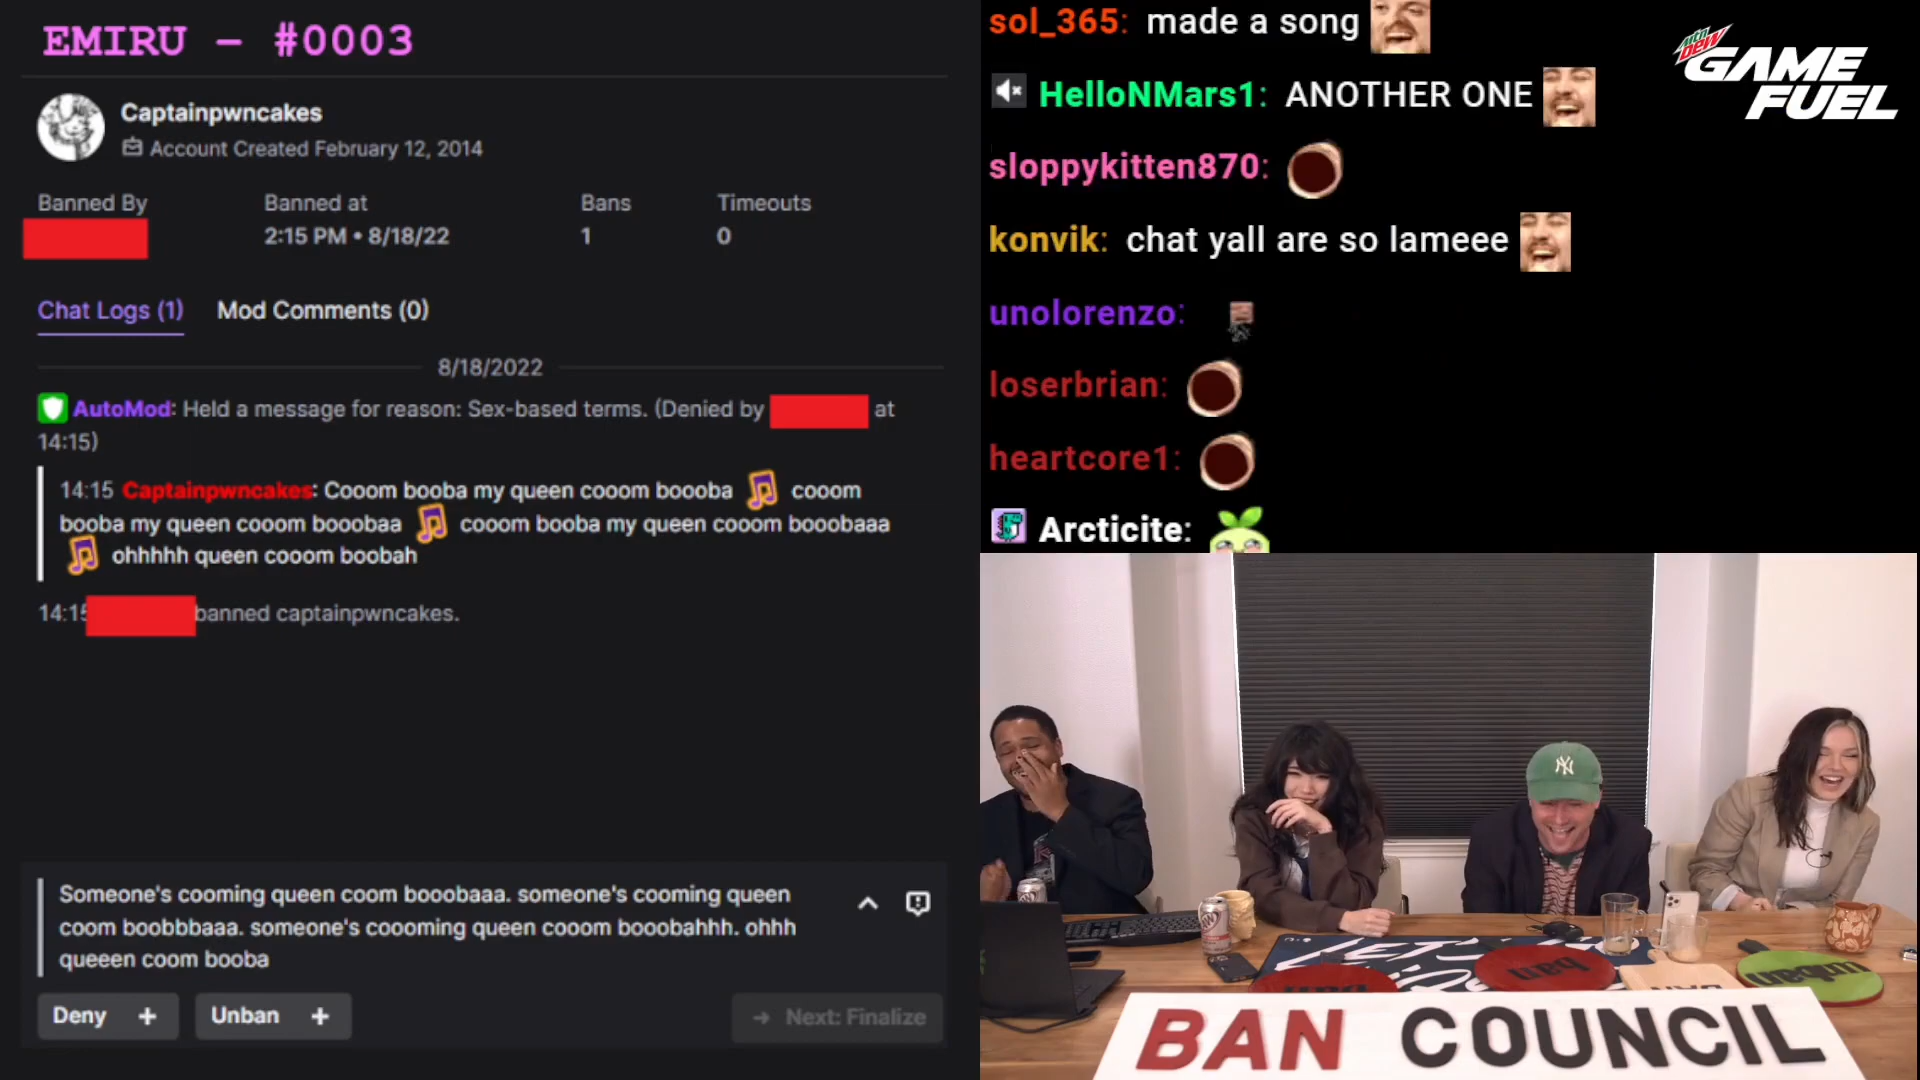 EMIRU - #0003
Captainpwncakes
Account Created February 12, 2014
Banned By
Banned at
Bans
Timeouts
2:15 PM • 8/18/22
1
0
Chat Logs (1)
Mod Comments (0)
8/18/2022
AutoMod: Held a message for reason: Sex-based terms. (Denied by
at
14:15)
14:15 Captainpwncakes: Cooom booba my queen cooom boooba
cooom
booba my queen cooom booobaa
cooom booba my queen cooom booobaaa
ohhhhh queen cooom boobah
14:15
banned captainpwncakes.
Someone's cooming queen coom booobaaa. someone's cooming queen
coom boobbbaaa. someone's coooming queen cooom booobahhh. ohhh
queeen coom booba
Deny +
Unban +
→ Next: Finalize
sol_365: made a song
HelloNMars1: ANOTHER ONE
sloppykitten870:
konvik: chat yall are so lameee
unolorenzo:
loserbrian:
heartcore1:
Arcticite:
mtn
DEW
GAME
FUEL
NY
ban
ban
unban
BAN COUNCIL